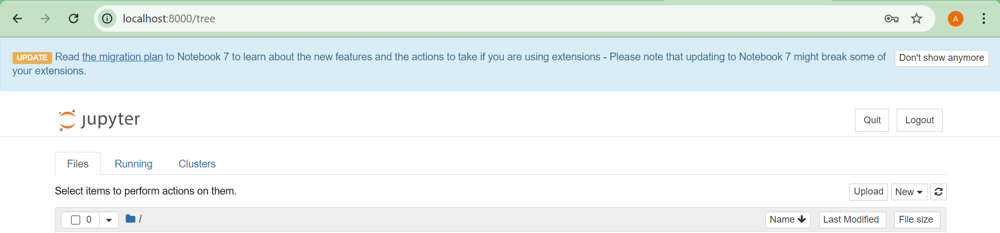 localhost:8000/tree
A
UPDATE Read the migration plan to Notebook 7 to learn about the new features and the actions to take if you are using extensions - Please note that updating to Notebook 7 might break some of
your extensions.
Don't show anymore
jupyter
Quit Logout
Files Running Clusters
Select items to perform actions on them.
Upload New
0 / Name Last Modified File size